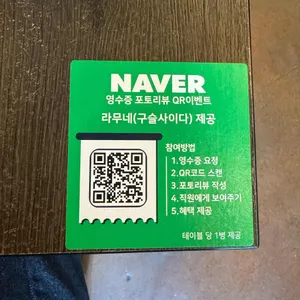 NAVER
영수증 포토리뷰 QR이벤트
라무네(구슬사이다) 제공
참여방법
1.영수증 요청
2.QR코드 스캔
3.포토리뷰 작성
4.직원에게 보여주기
5.혜택 제공
테이블 당 1병 제공